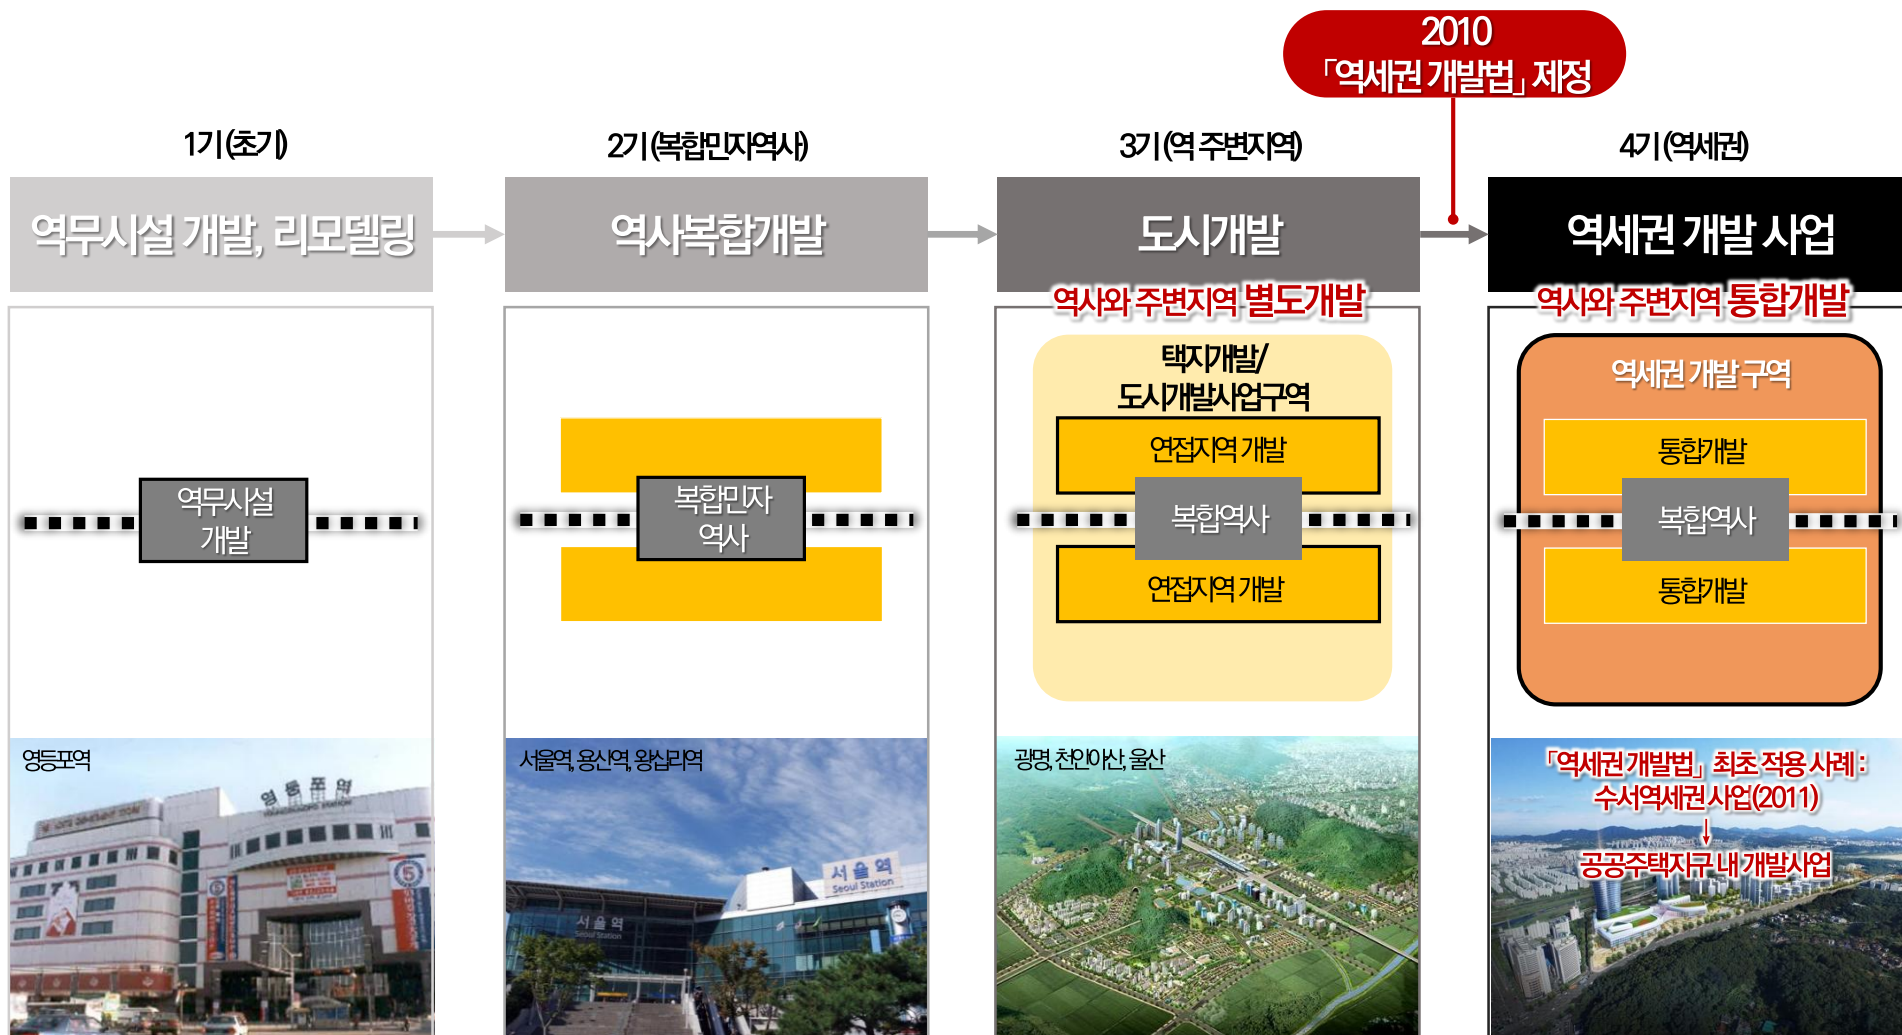 2010
「역세권 개발법」 제정
1기 (초기)
2기 (복합민자역사)
3기 (역 주변지역)
4기 (역세권)
역무시설 개발, 리모델링
역사복합개발
도시개발
역세권 개발 사업
역사와 주변지역 별도개발
역사와 주변지역 통합개발
택지개발/
도시개발사업구역
역세권 개발 구역
연접지역 개발
통합개발
역무시설
개발
복합민자
역사
복합역사
복합역사
연접지역 개발
통합개발
영등포역
서울역, 용산역, 왕십리역
광명, 천안아산, 울산
「역세권 개발법」 최초 적용 사례 :
수서역세권 사업(2011)
공공주택지구 내 개발사업
영등포역
서울역
Seoul Station
서울역
Seoul Station